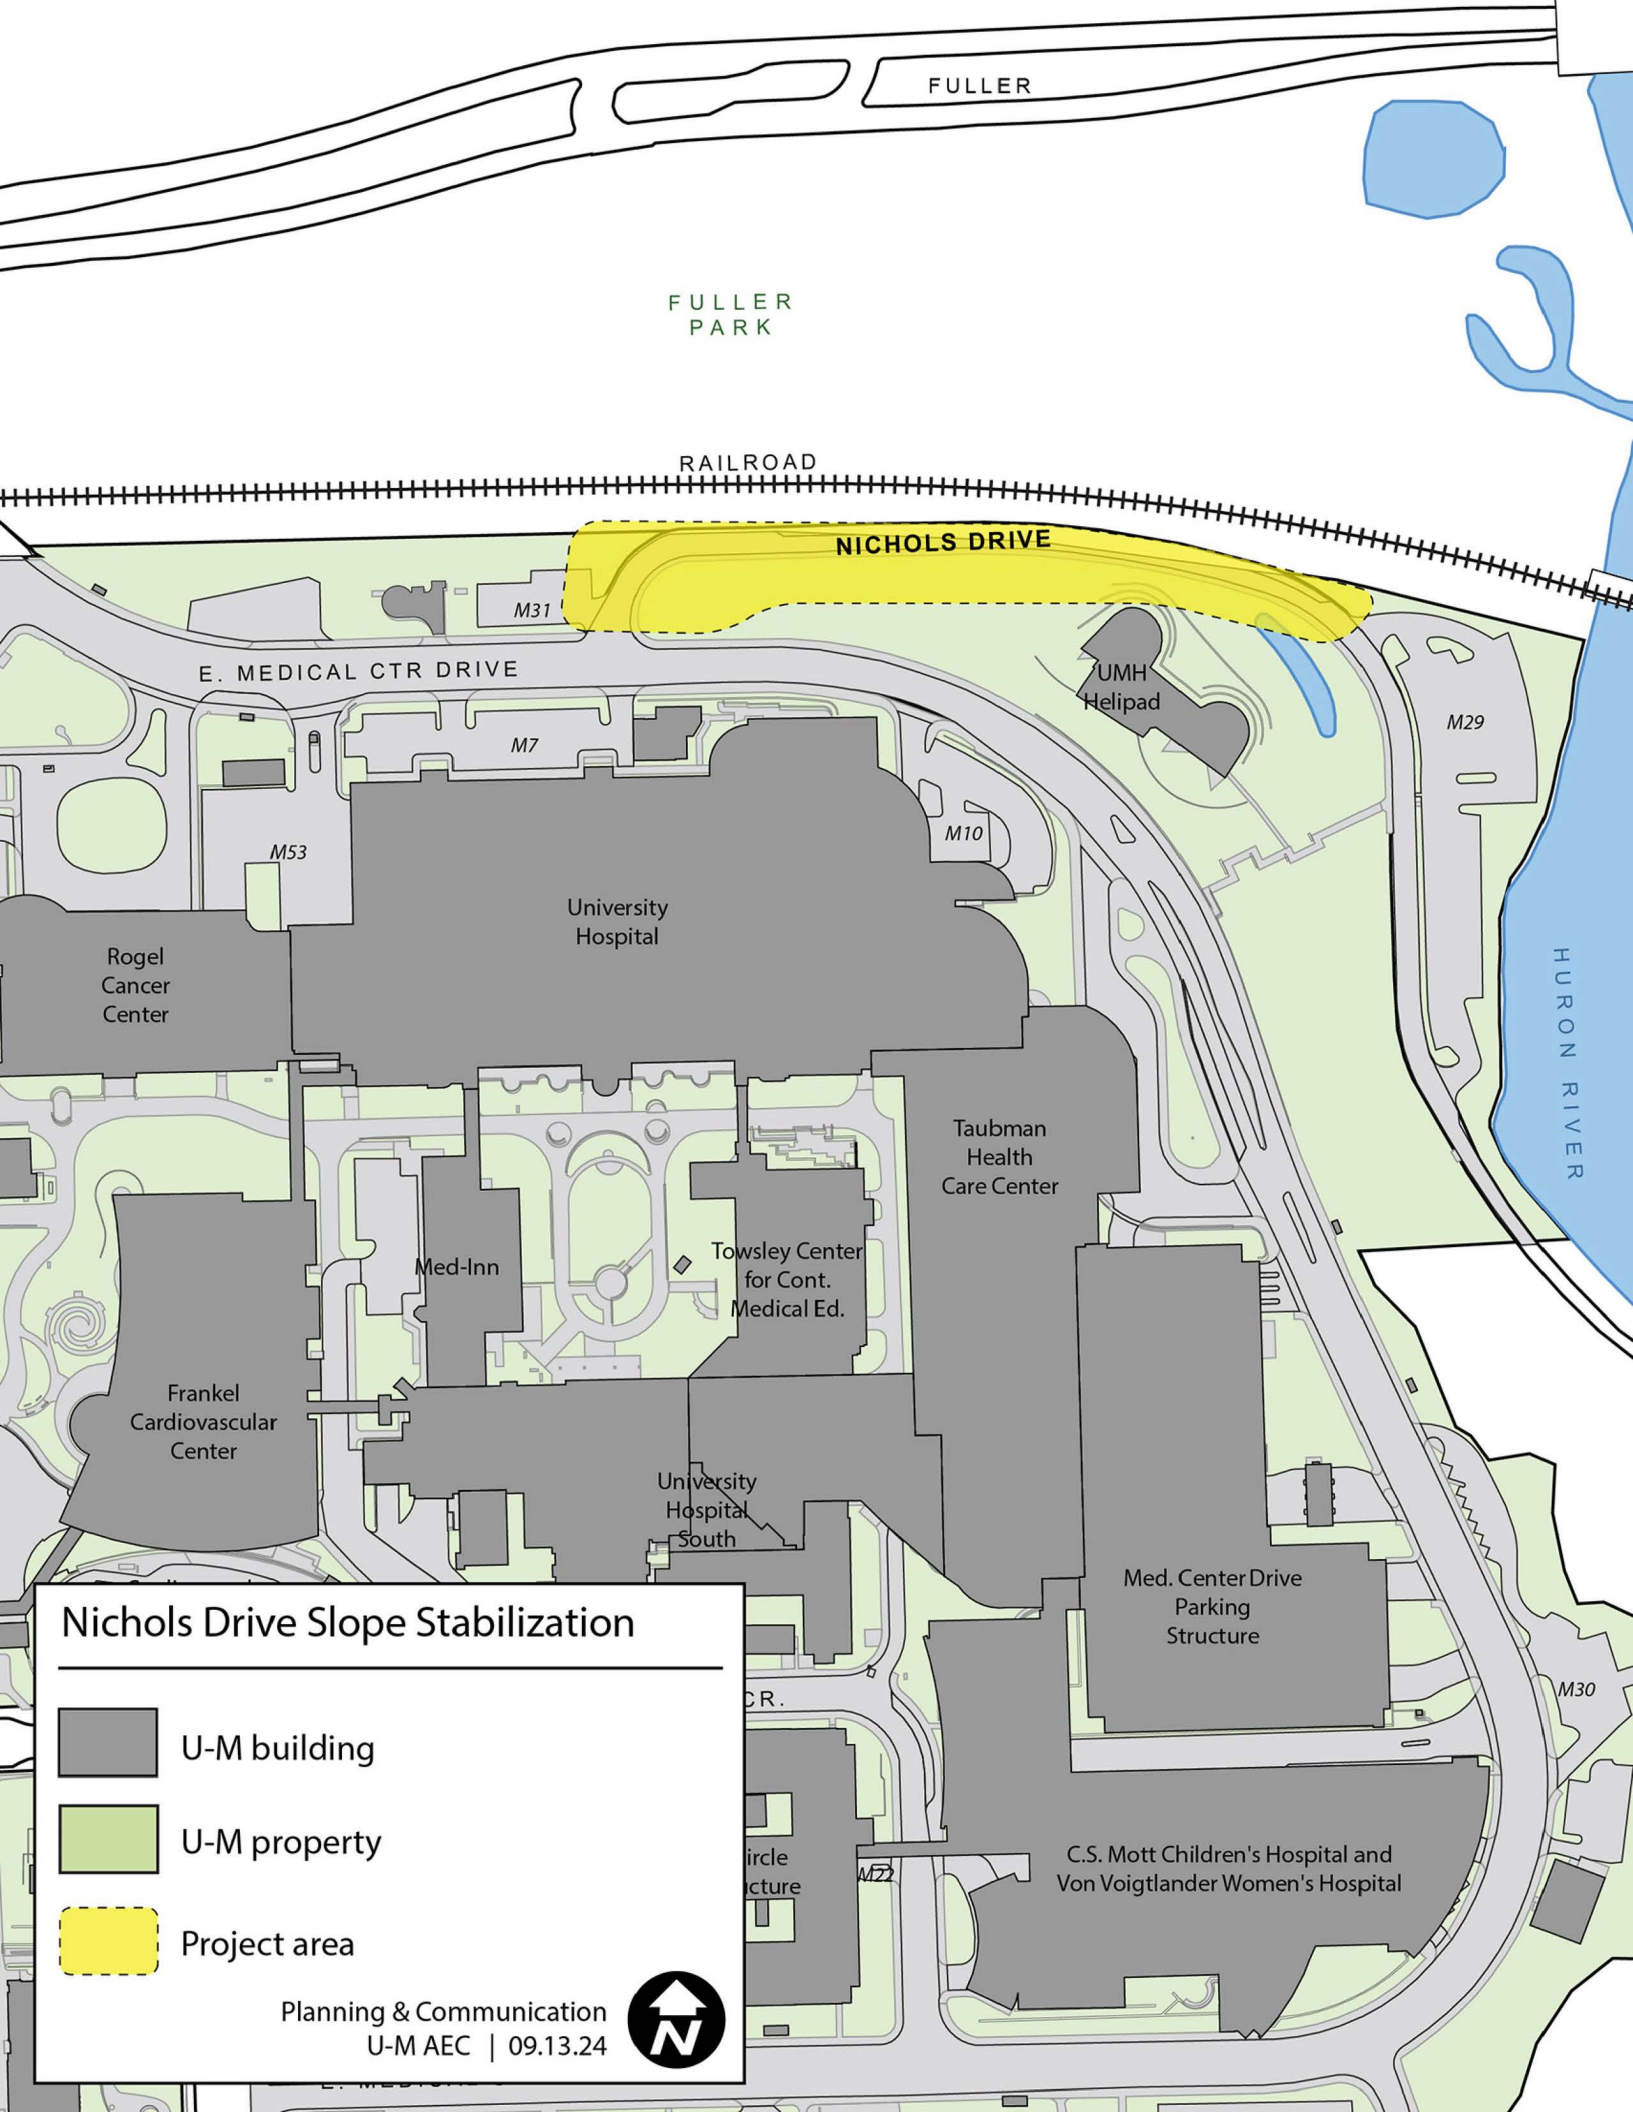 FULLER
FULLER
PARK
RAILROAD
NICHOLS DRIVE
M31
E. MEDICAL CTR DRIVE
UMH
Helipad
M29
M7
M10
M53
University
Hospital
Rogel
Cancer
Center
HURON RIVER
Taubman
Health
Care Center
Med-Inn
Towsley Center
for Cont.
Medical Ed.
Frankel
Cardiovascular
Center
University
Hospital
South
Med. Center Drive
Parking
Structure
M30
CR.
ircle
cture
M22
C.S. Mott Children's Hospital and
Von Voigtlander Women's Hospital
Nichols Drive Slope Stabilization
U-M building
U-M property
Project area
Planning & Communication
U-M AEC | 09.13.24
N